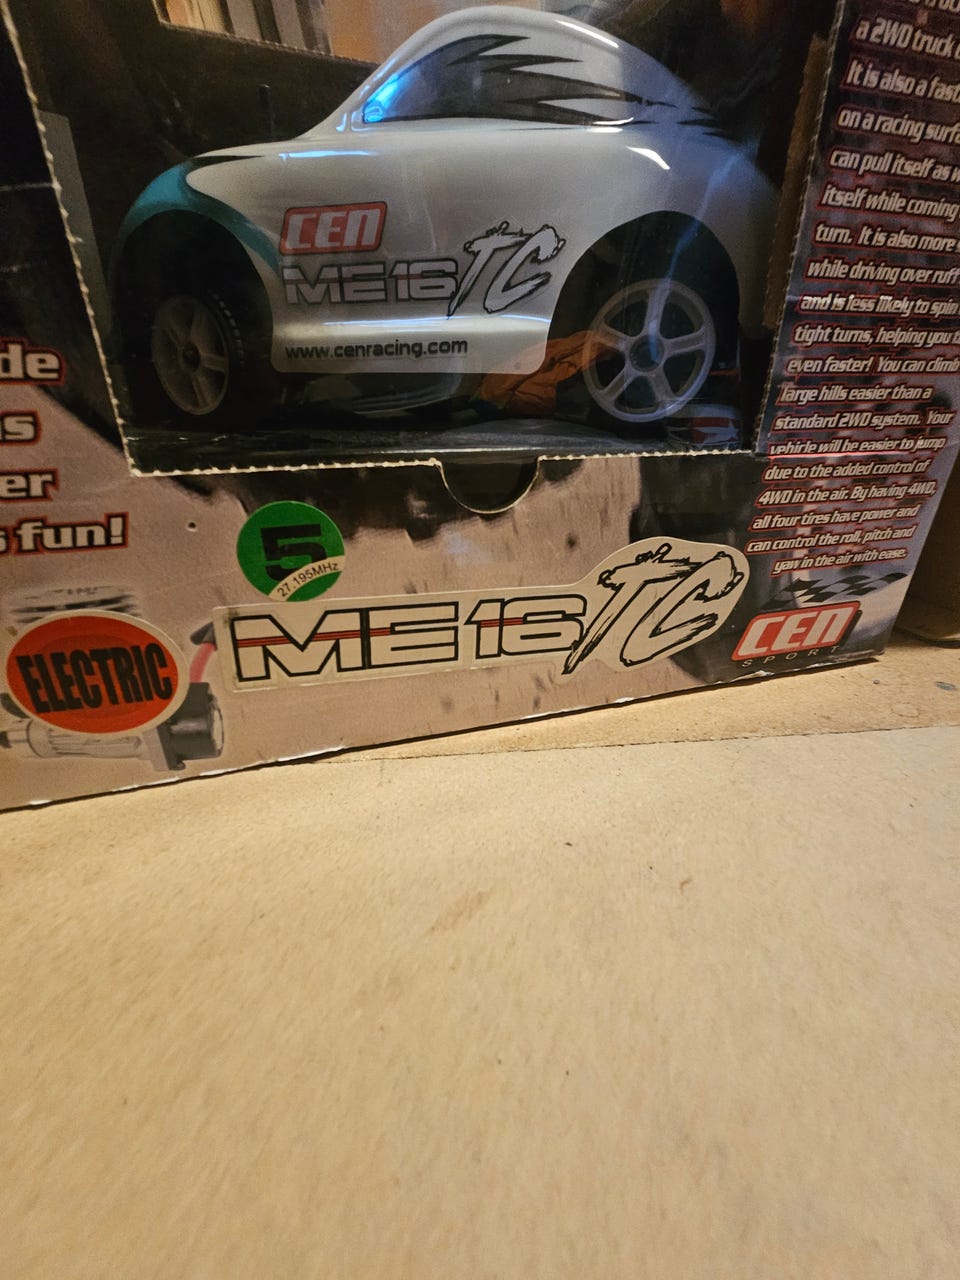 a 2WD truck
It is also a fast
on a racing
can pull itself as
itself while coming
turn. It is also more
while driving over
and is less likely to spin
tight turns, helping you
even faster! You can climb
large hills easier than a
standard 2WD system. Your
vehicle will be easier to jump
due to the added control of
4WD in the air. By having 4WD,
all four tires have power and
can control the roll, pitch and
yaw in the air with ease.
CEN
ME16 TC
www.cenracing.com
de
s
er
s fun!
5
27.195MHz
ELECTRIC
ME16 TC
CEN
SPORT